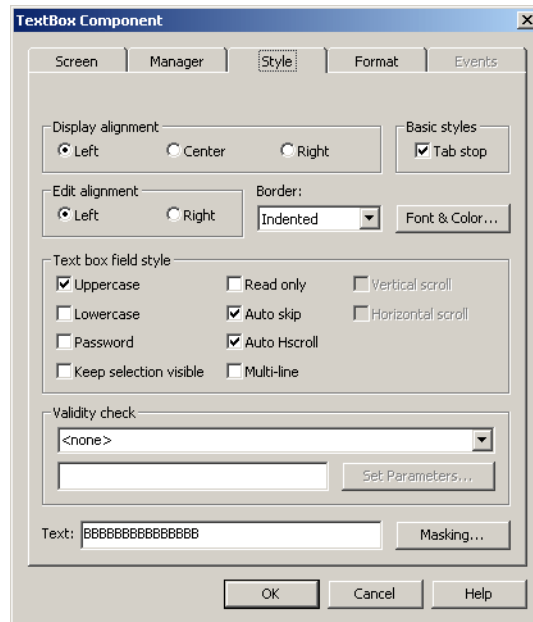 TextBox Component
Screen Manager Style Format Events
Display alignment Basic styles
Left Center Right Tab stop
Edit alignment Border:
Left Right Indented Font & Color...
Text box field style
Uppercase Read only Vertical scroll
Lowercase Auto skip Horizontal scroll
Password Auto Hscroll
Keep selection visible Multi-line
Validity check
<none>
Set Parameters...
Text: BBBBBBBBBBBBBBB Masking...
OK Cancel Help